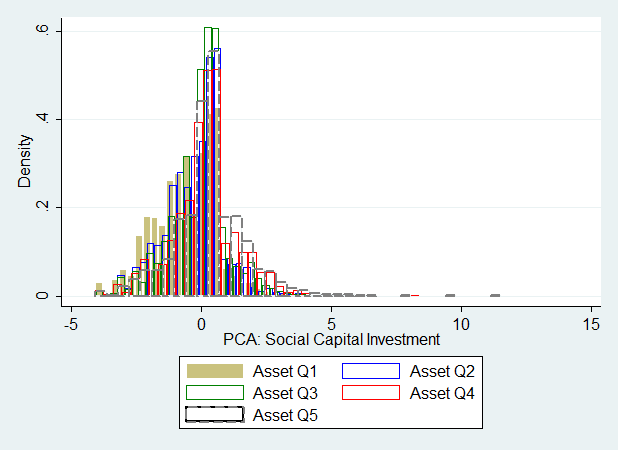 .6
.4
Density
.2
0
-5 0 5 10 15
PCA: Social Capital Investment
Asset Q1 Asset Q2
Asset Q3 Asset Q4
Asset Q5